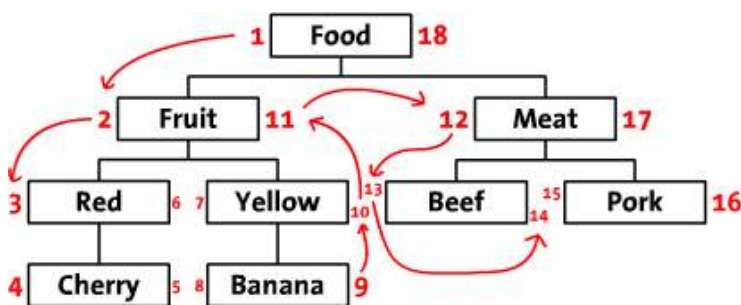 1 Food 18
2 Fruit 11 12 Meat 17
3 Red 6 7 Yellow 10 13 Beef 14 15 Pork 16
4 Cherry 5 8 Banana 9